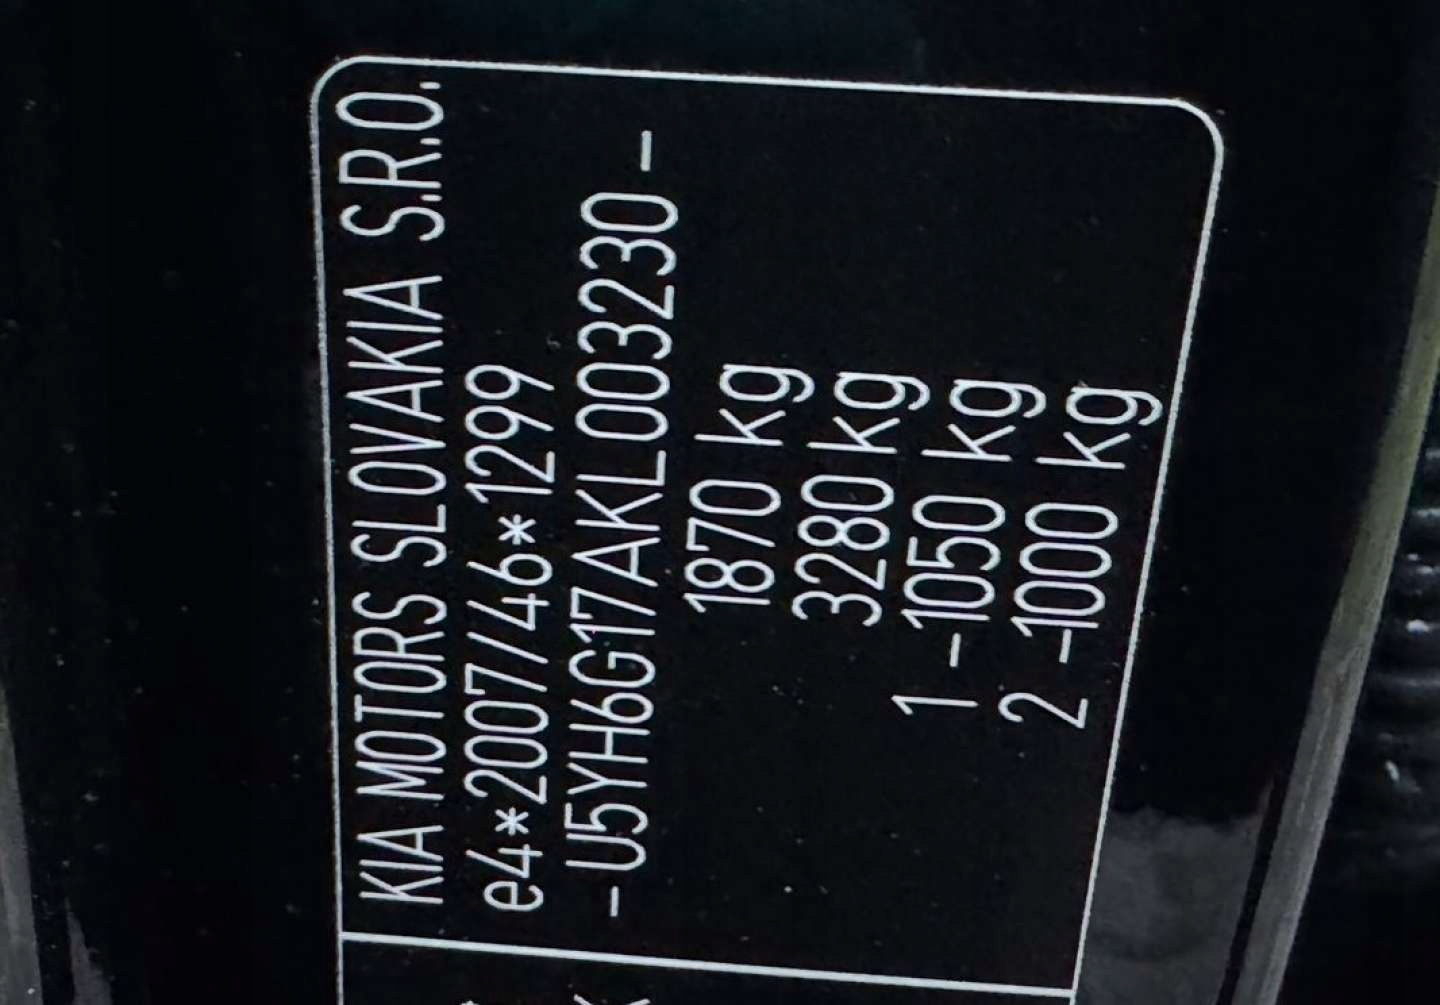 KIA MOTORS SLOVAKIA S.R.O.
e4*2007/46*1299
-U5YH6G17AKL003230-
1870 kg
3280 kg
1 -1050 kg
2 -1000 kg